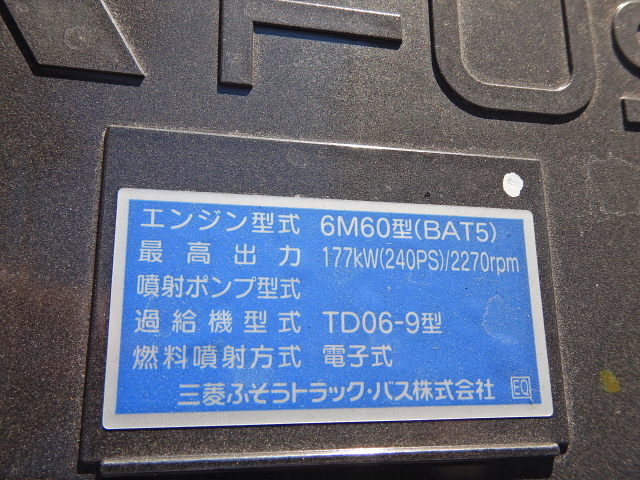 FUS
エンジン型式 6M60型(BAT5)
最高出力 177kW(240PS)/2270rpm
噴射ポンプ型式
過給機型式 TD06-9型
燃料噴射方式 電子式
三菱ふそうトラック・バス株式会社 EQ